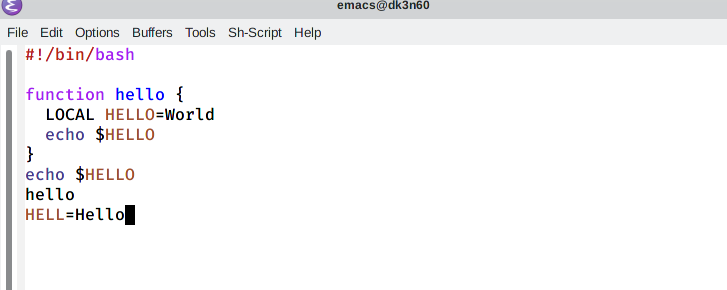 emacs@dk3n60
File Edit Options Buffers Tools Sh-Script Help
#!/bin/bash
function hello {
LOCAL HELLO=World
echo $HELLO
}
echo $HELLO
hello
HELL=Hello